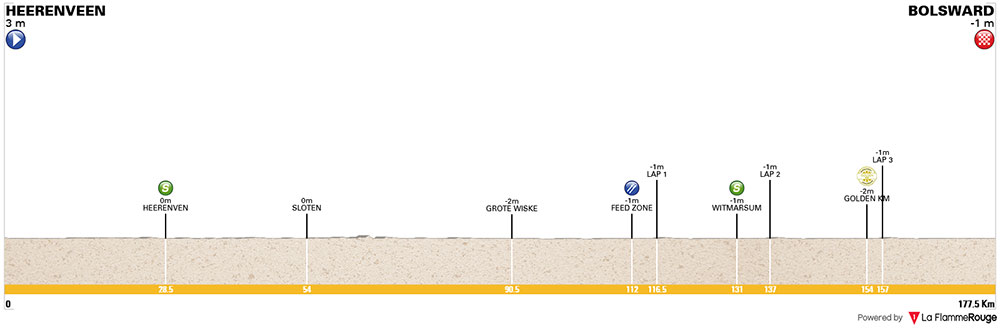 HEERENVEEN
3 m
BOLSWARD
-1 m
S
0m
HEERENVEN
0m
SLOTEN
-2m
GROTE WISKE
-1m
FEED ZONE
-1m
LAP 1
S
-1m
WITMARSUM
-1m
LAP 2
-2m
GOLDEN KM
-1m
LAP 3
28.5
54
90.5
112
116.5
131
137
154
157
0
177.5 Km
Powered by La FlammeRouge